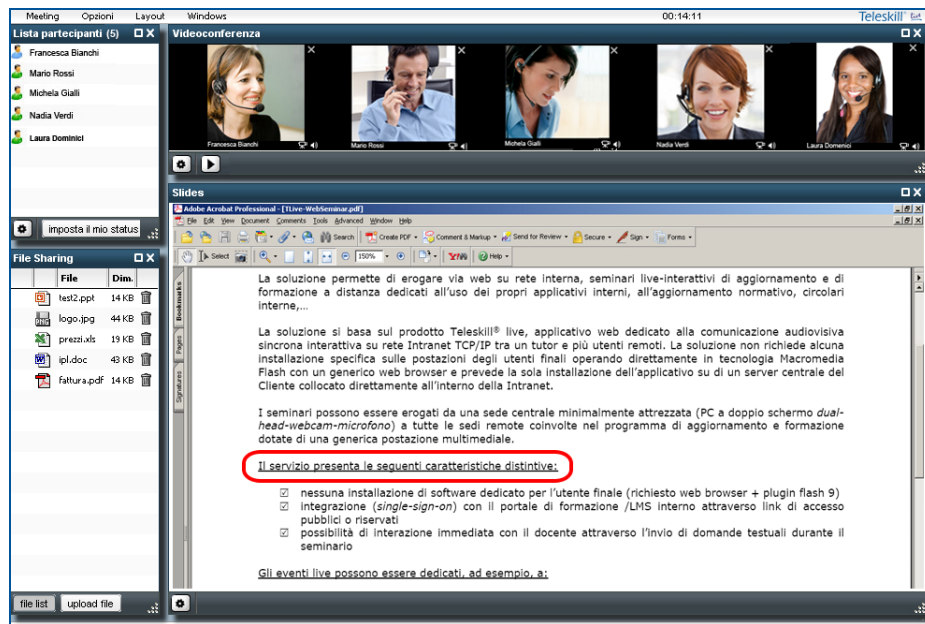 Meeting Opzioni Layout Windows 00:14:11 Teleskill
Lista partecipanti (5)
Francesca Bianchi
Mario Rossi
Michela Gialli
Nadia Verdi
Laura Dominici
imposta il mio status
File Sharing
File Dim.
test2.ppt 14 KB
logo.jpg 44 KB
prezzi.xls 19 KB
ipl.doc 43 KB
fattura.pdf 14 KB
file list upload file
Videoconferenza
Francesca Bianchi Mario Rossi Michela Gialli Nadia Verdi Laura Domenici
Slides
Adobe Acrobat Professional - [TLive-WebSeminar.pdf]
File Edit View Document Comments Tools Advanced Window Help
Search Create PDF Comment & Markup Send for Review Secure Sign Forms
Select 150% Y! Help
Bookmarks
Pages
Signatures
La soluzione permette di erogare via web su rete interna, seminari live-interattivi di aggiornamento e di
formazione a distanza dedicati all'uso dei propri applicativi interni, all'aggiornamento normativo, circolari
interne,...
La soluzione si basa sul prodotto Teleskill® live, applicativo web dedicato alla comunicazione audiovisiva
sincrona interattiva su rete Intranet TCP/IP tra un tutor e più utenti remoti. La soluzione non richiede alcuna
installazione specifica sulle postazioni degli utenti finali operando direttamente in tecnologia Macromedia
Flash con un generico web browser e prevede la sola installazione dell'applicativo su di un server centrale del
Cliente collocato direttamente all'interno della Intranet.
I seminari possono essere erogati da una sede centrale minimalmente attrezzata (PC a doppio schermo dual-
head-webcam-microfono) a tutte le sedi remote coinvolte nel programma di aggiornamento e formazione
dotate di una generica postazione multimediale.
Il servizio presenta le seguenti caratteristiche distintive:
☑ nessuna installazione di software dedicato per l'utente finale (richiesto web browser + plugin flash 9)
☑ integrazione (single-sign-on) con il portale di formazione /LMS interno attraverso link di accesso
pubblici o riservati
☑ possibilità di interazione immediata con il docente attraverso l'invio di domande testuali durante il
seminario
Gli eventi live possono essere dedicati, ad esempio, a: